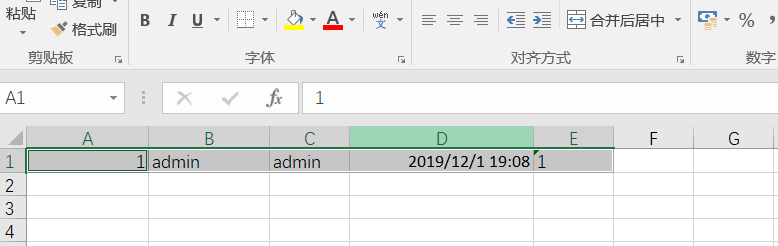 粘贴 复制 格式刷
B I U A wén 文 合并后居中 %
剪贴板 字体 对齐方式 数字
A1 fx 1
A B C D E F G
1 1 admin admin 2019/12/1 19:08 1
2
3
4